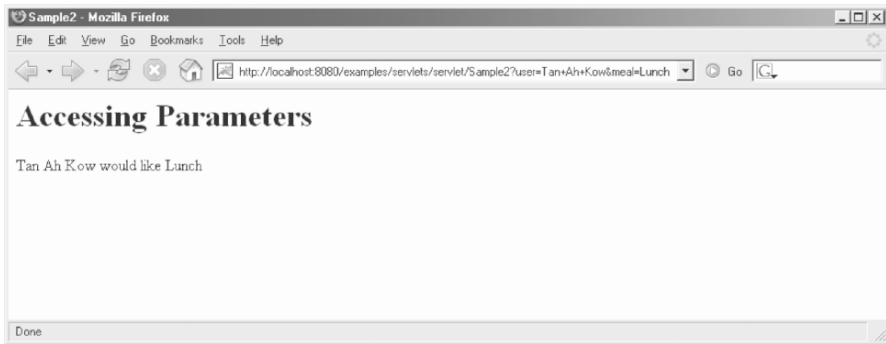 Sample2 - Mozilla Firefox
File Edit View Go Bookmarks Tools Help
http://localhost:8080/examples/servlets/servlet/Sample2?user=Tan+Ah+Kow&meal=Lunch Go G
Accessing Parameters
Tan Ah Kow would like Lunch
Done